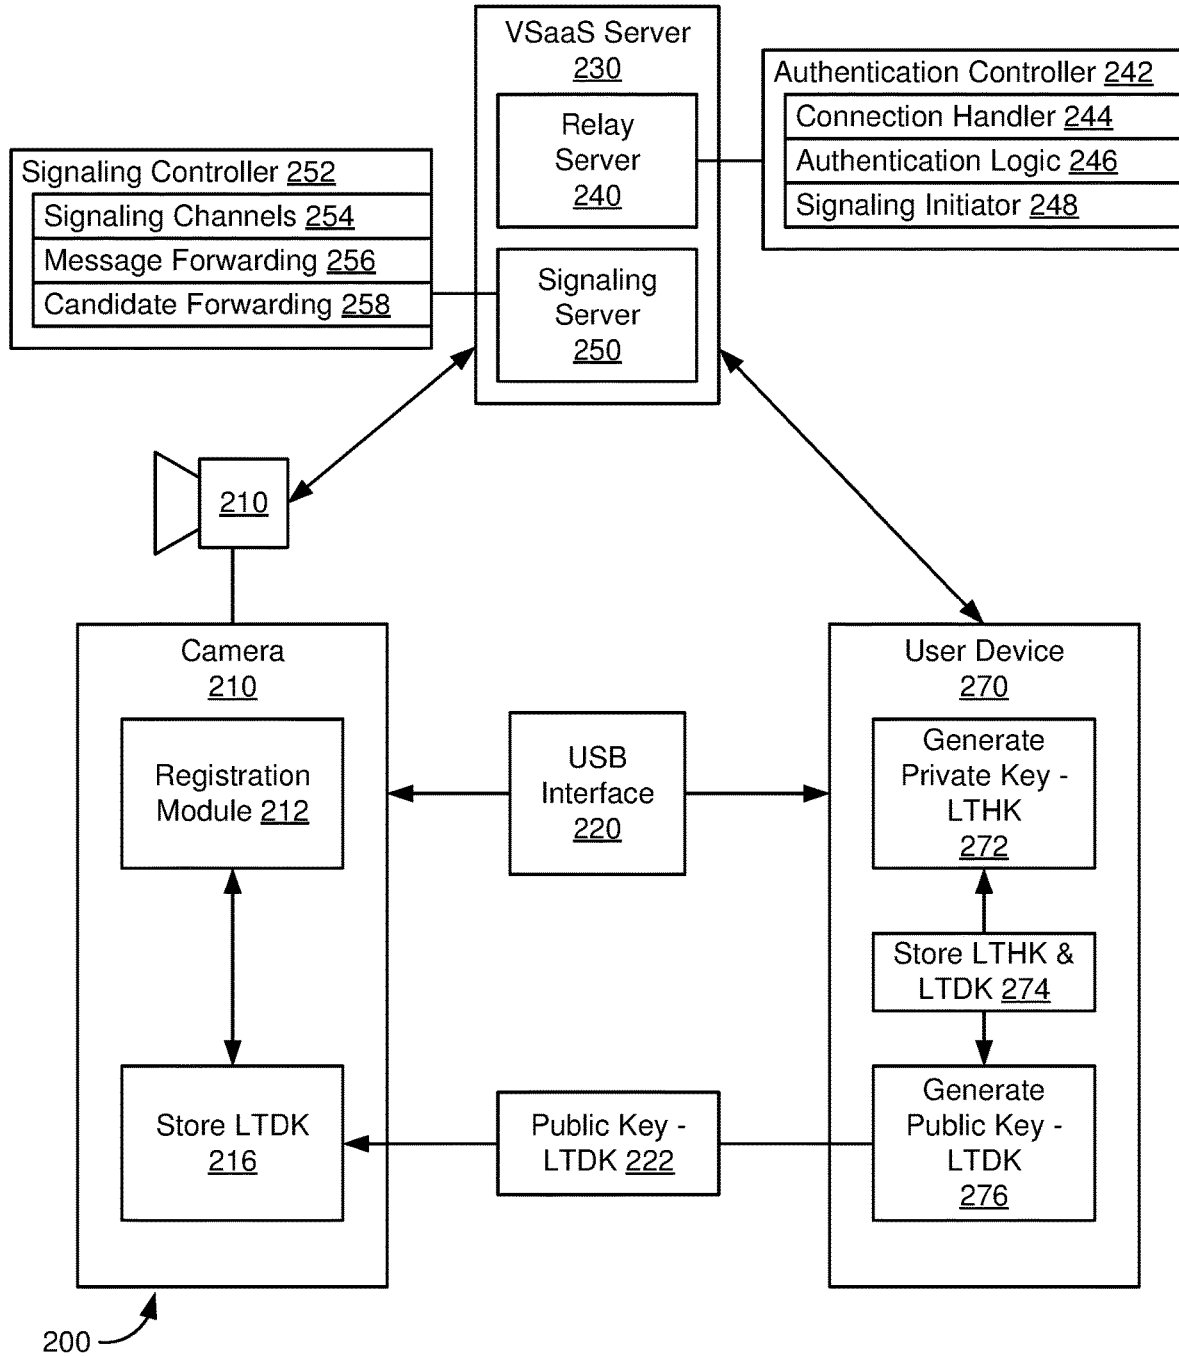 VSaaS Server
230
Relay
Server
240
Signaling
Server
250
Authentication Controller 242
Connection Handler 244
Authentication Logic 246
Signaling Initiator 248
Signaling Controller 252
Signaling Channels 254
Message Forwarding 256
Candidate Forwarding 258
210
Camera
210
Registration
Module 212
Store LTDK
216
USB
Interface
220
Public Key -
LTDK 222
User Device
270
Generate
Private Key -
LTHK
272
Store LTHK &
LTDK 274
Generate
Public Key -
LTDK
276
200